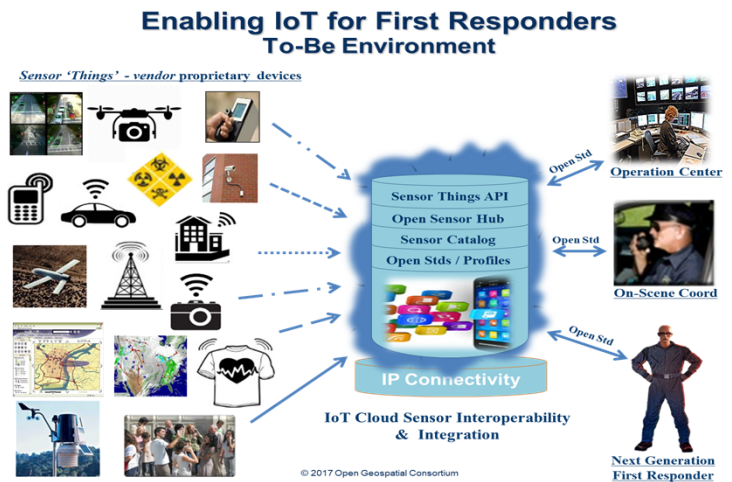 Enabling IoT for First Responders
To-Be Environment
Sensor 'Things' - vendor proprietary devices
Sensor Things API
Open Sensor Hub
Sensor Catalog
Open Stds / Profiles
IP Connectivity
IoT Cloud Sensor Interoperability
& Integration
Open Std
Operation Center
Open Std
On-Scene Coord
Open Std
Next Generation
First Responder
© 2017 Open Geospatial Consortium